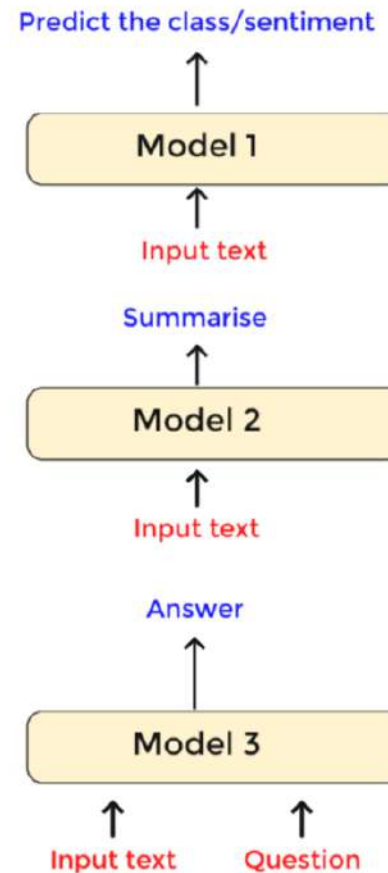 Predict the class/sentiment
Model 1
Input text
Summarise
Model 2
Input text
Answer
Model 3
Input text Question